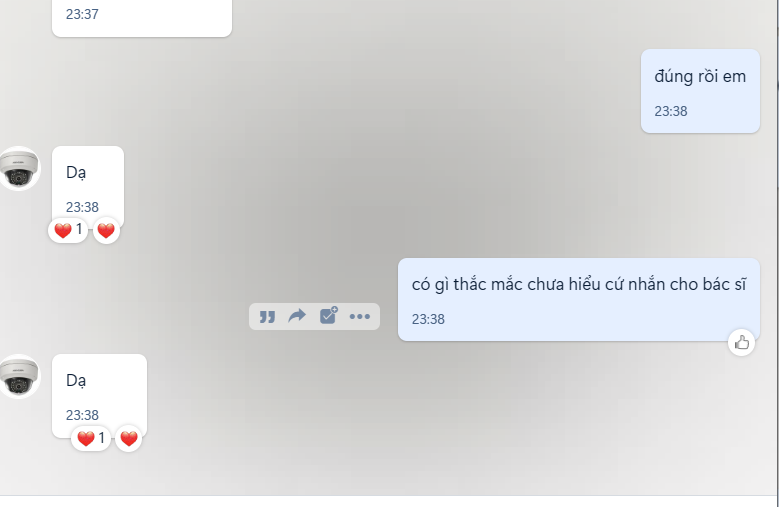 23:37
đúng rồi em
23:38
Dạ
23:38
1
có gì thắc mắc chưa hiểu cứ nhắn cho bác sĩ
23:38
Dạ
23:38
1